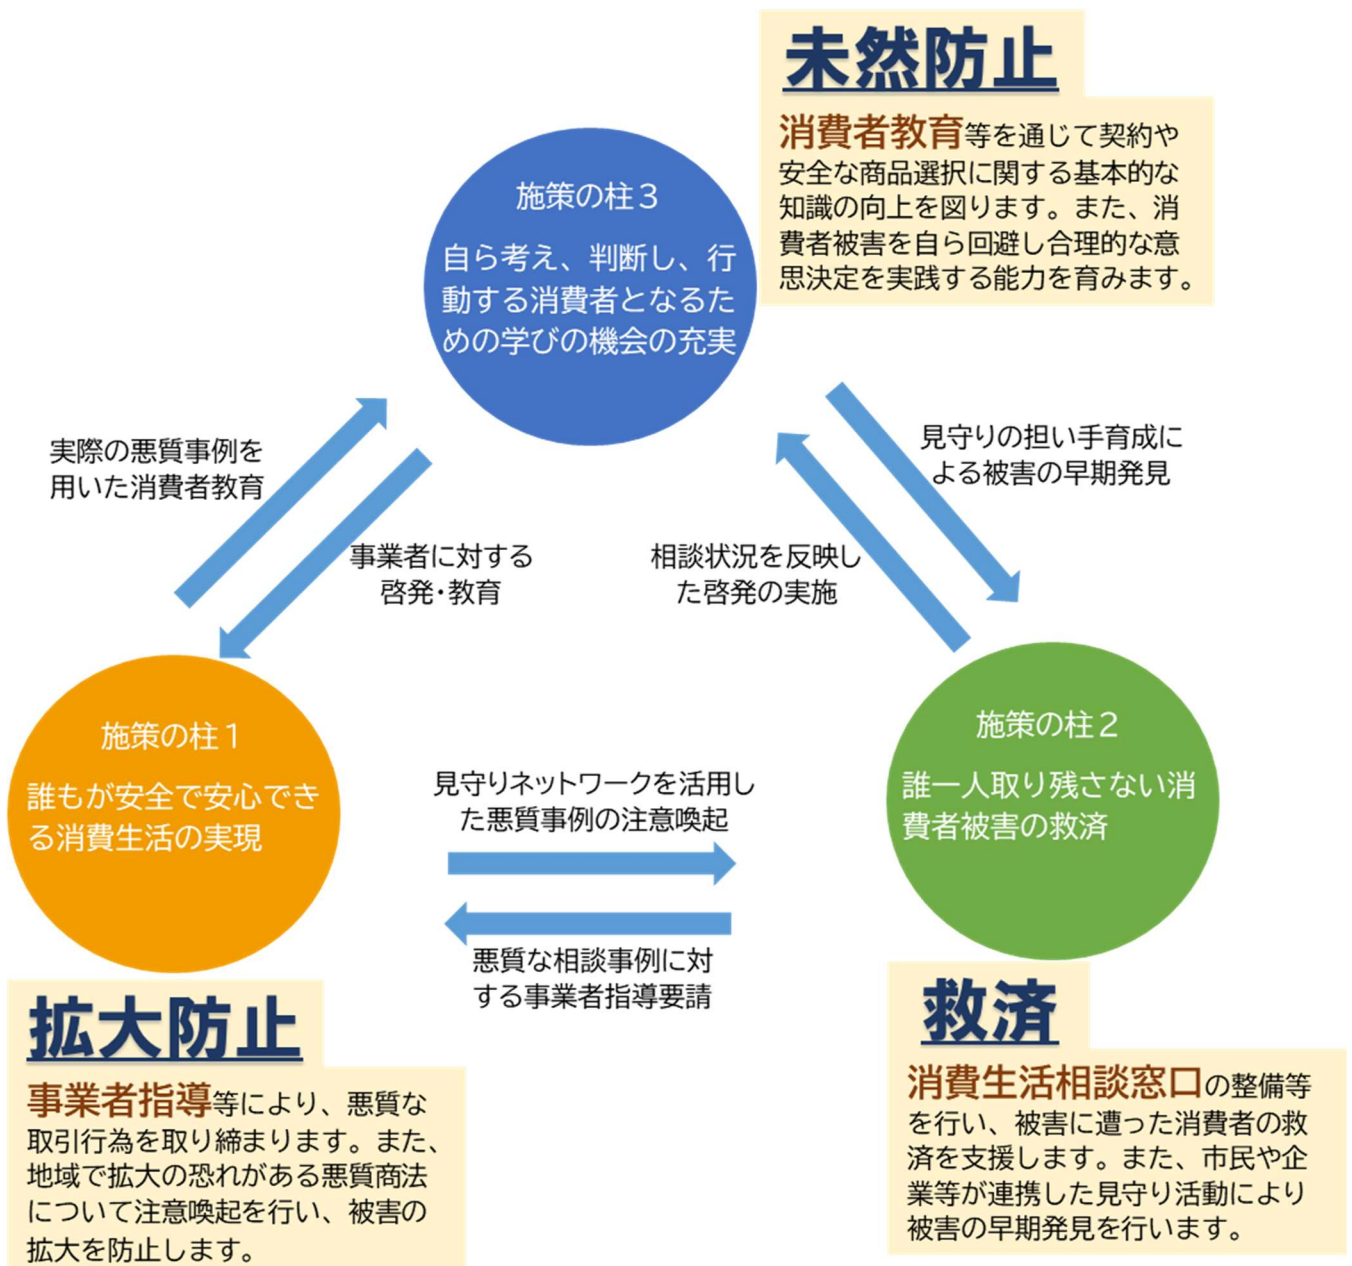 未然防止
消費者教育等を通じて契約や
安全な商品選択に関する基本的な
知識の向上を図ります。また、消
費者被害を自ら回避し合理的な意
思決定を実践する能力を育みます。
施策の柱３
自ら考え、判断し、行
動する消費者となるた
めの学びの機会の充実
実際の悪質事例を
用いた消費者教育
事業者に対する
啓発・教育
見守りの担い手育成に
よる被害の早期発見
相談状況を反映し
た啓発の実施
施策の柱１
誰もが安全で安心でき
る消費生活の実現
見守りネットワークを活用し
た悪質事例の注意喚起
悪質な相談事例に対
する事業者指導要請
施策の柱２
誰一人取り残さない消
費者被害の救済
拡大防止
事業者指導等により、悪質な
取引行為を取り締まります。また、
地域で拡大の恐れがある悪質商法
について注意喚起を行い、被害の
拡大を防止します。
救済
消費生活相談窓口の整備等
を行い、被害に遭った消費者の救
済を支援します。また、市民や企
業等が連携した見守り活動により
被害の早期発見を行います。